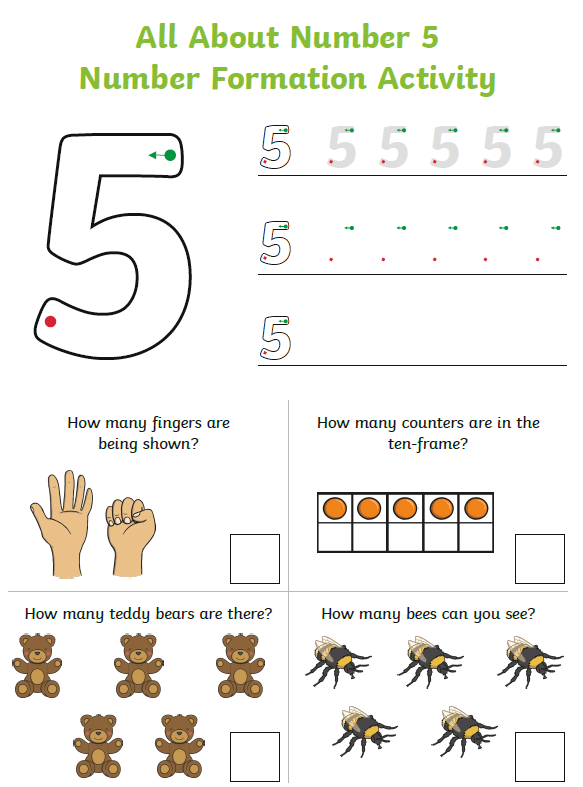 All About Number 5
Number Formation Activity
5
5 5 5 5 5 5
5
5
How many fingers are
being shown?
How many counters are in the
ten-frame?
How many teddy bears are there?
How many bees can you see?